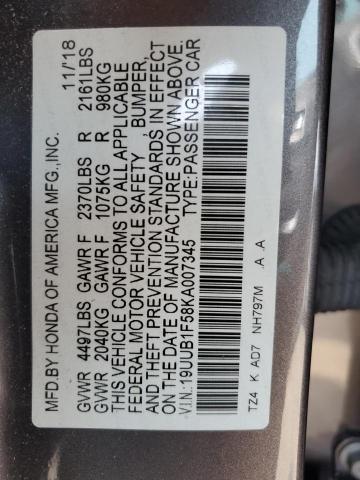 MFD.BY HONDA OF AMERICA MFG.,INC. 11/18
GVWR 4497LBS GAWR F 2370LBS R 2161LBS
GVWR 2040KG GAWR F 1075KG R 980KG
THIS VEHICLE CONFORMS TO ALL APPLICABLE
FEDERAL MOTOR VEHICLE SAFETY, BUMPER,
AND THEFT PREVENTION STANDARDS IN EFFECT
ON THE DATE OF MANUFACTURE SHOWN ABOVE.
V.I.N.:19UUB1F58KA007345 TYPE:PASSENGER CAR
TZ4 K AD7 NH797M A A